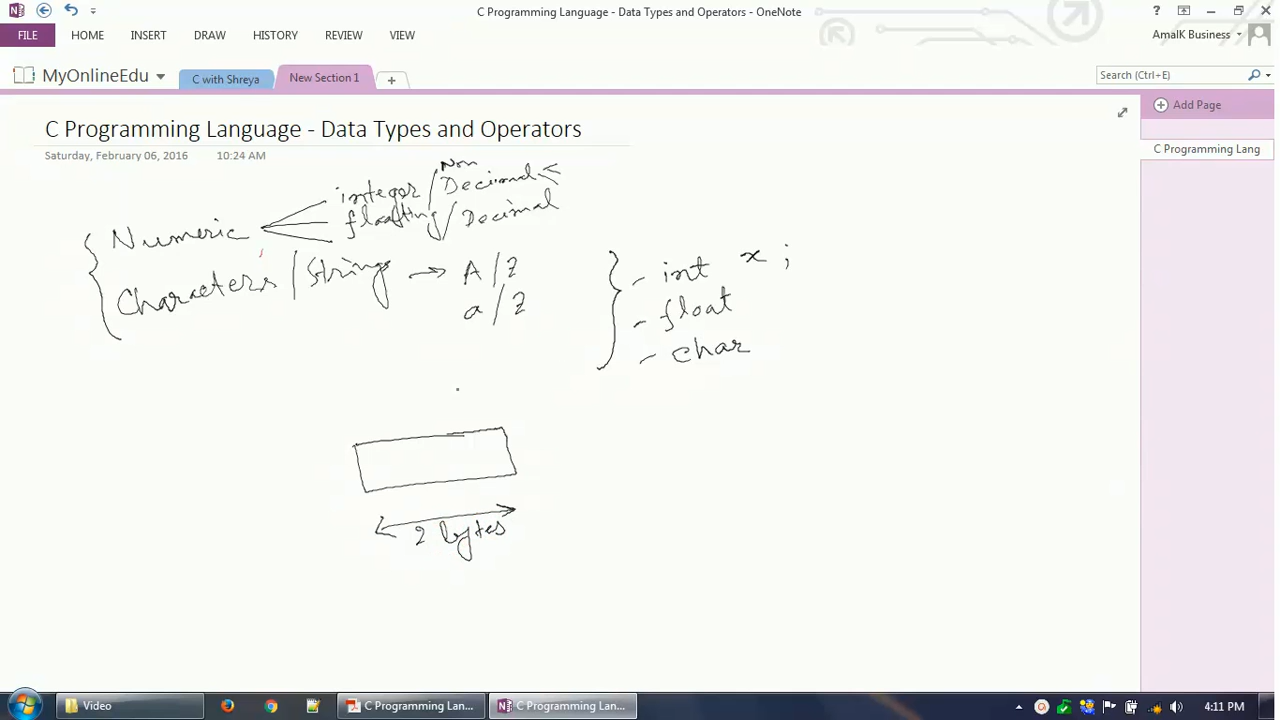 C Programming Language - Data Types and Operators - OneNote
?
FILE HOME INSERT DRAW HISTORY REVIEW VIEW
AmalK Business
MyOnlineEdu C with Shreya New Section 1 +
Search (Ctrl+E)
Add Page
C Programming Lang
C Programming Language - Data Types and Operators
Saturday, February 06, 2016 10:24 AM
Numeric
integer / Non Decimal
floafting / Decimal
Characters / String → A / Z
a / Z
- int x ;
- float
- char
2 bytes
Video
C Programming Lan...
C Programming Lan...
4:11 PM